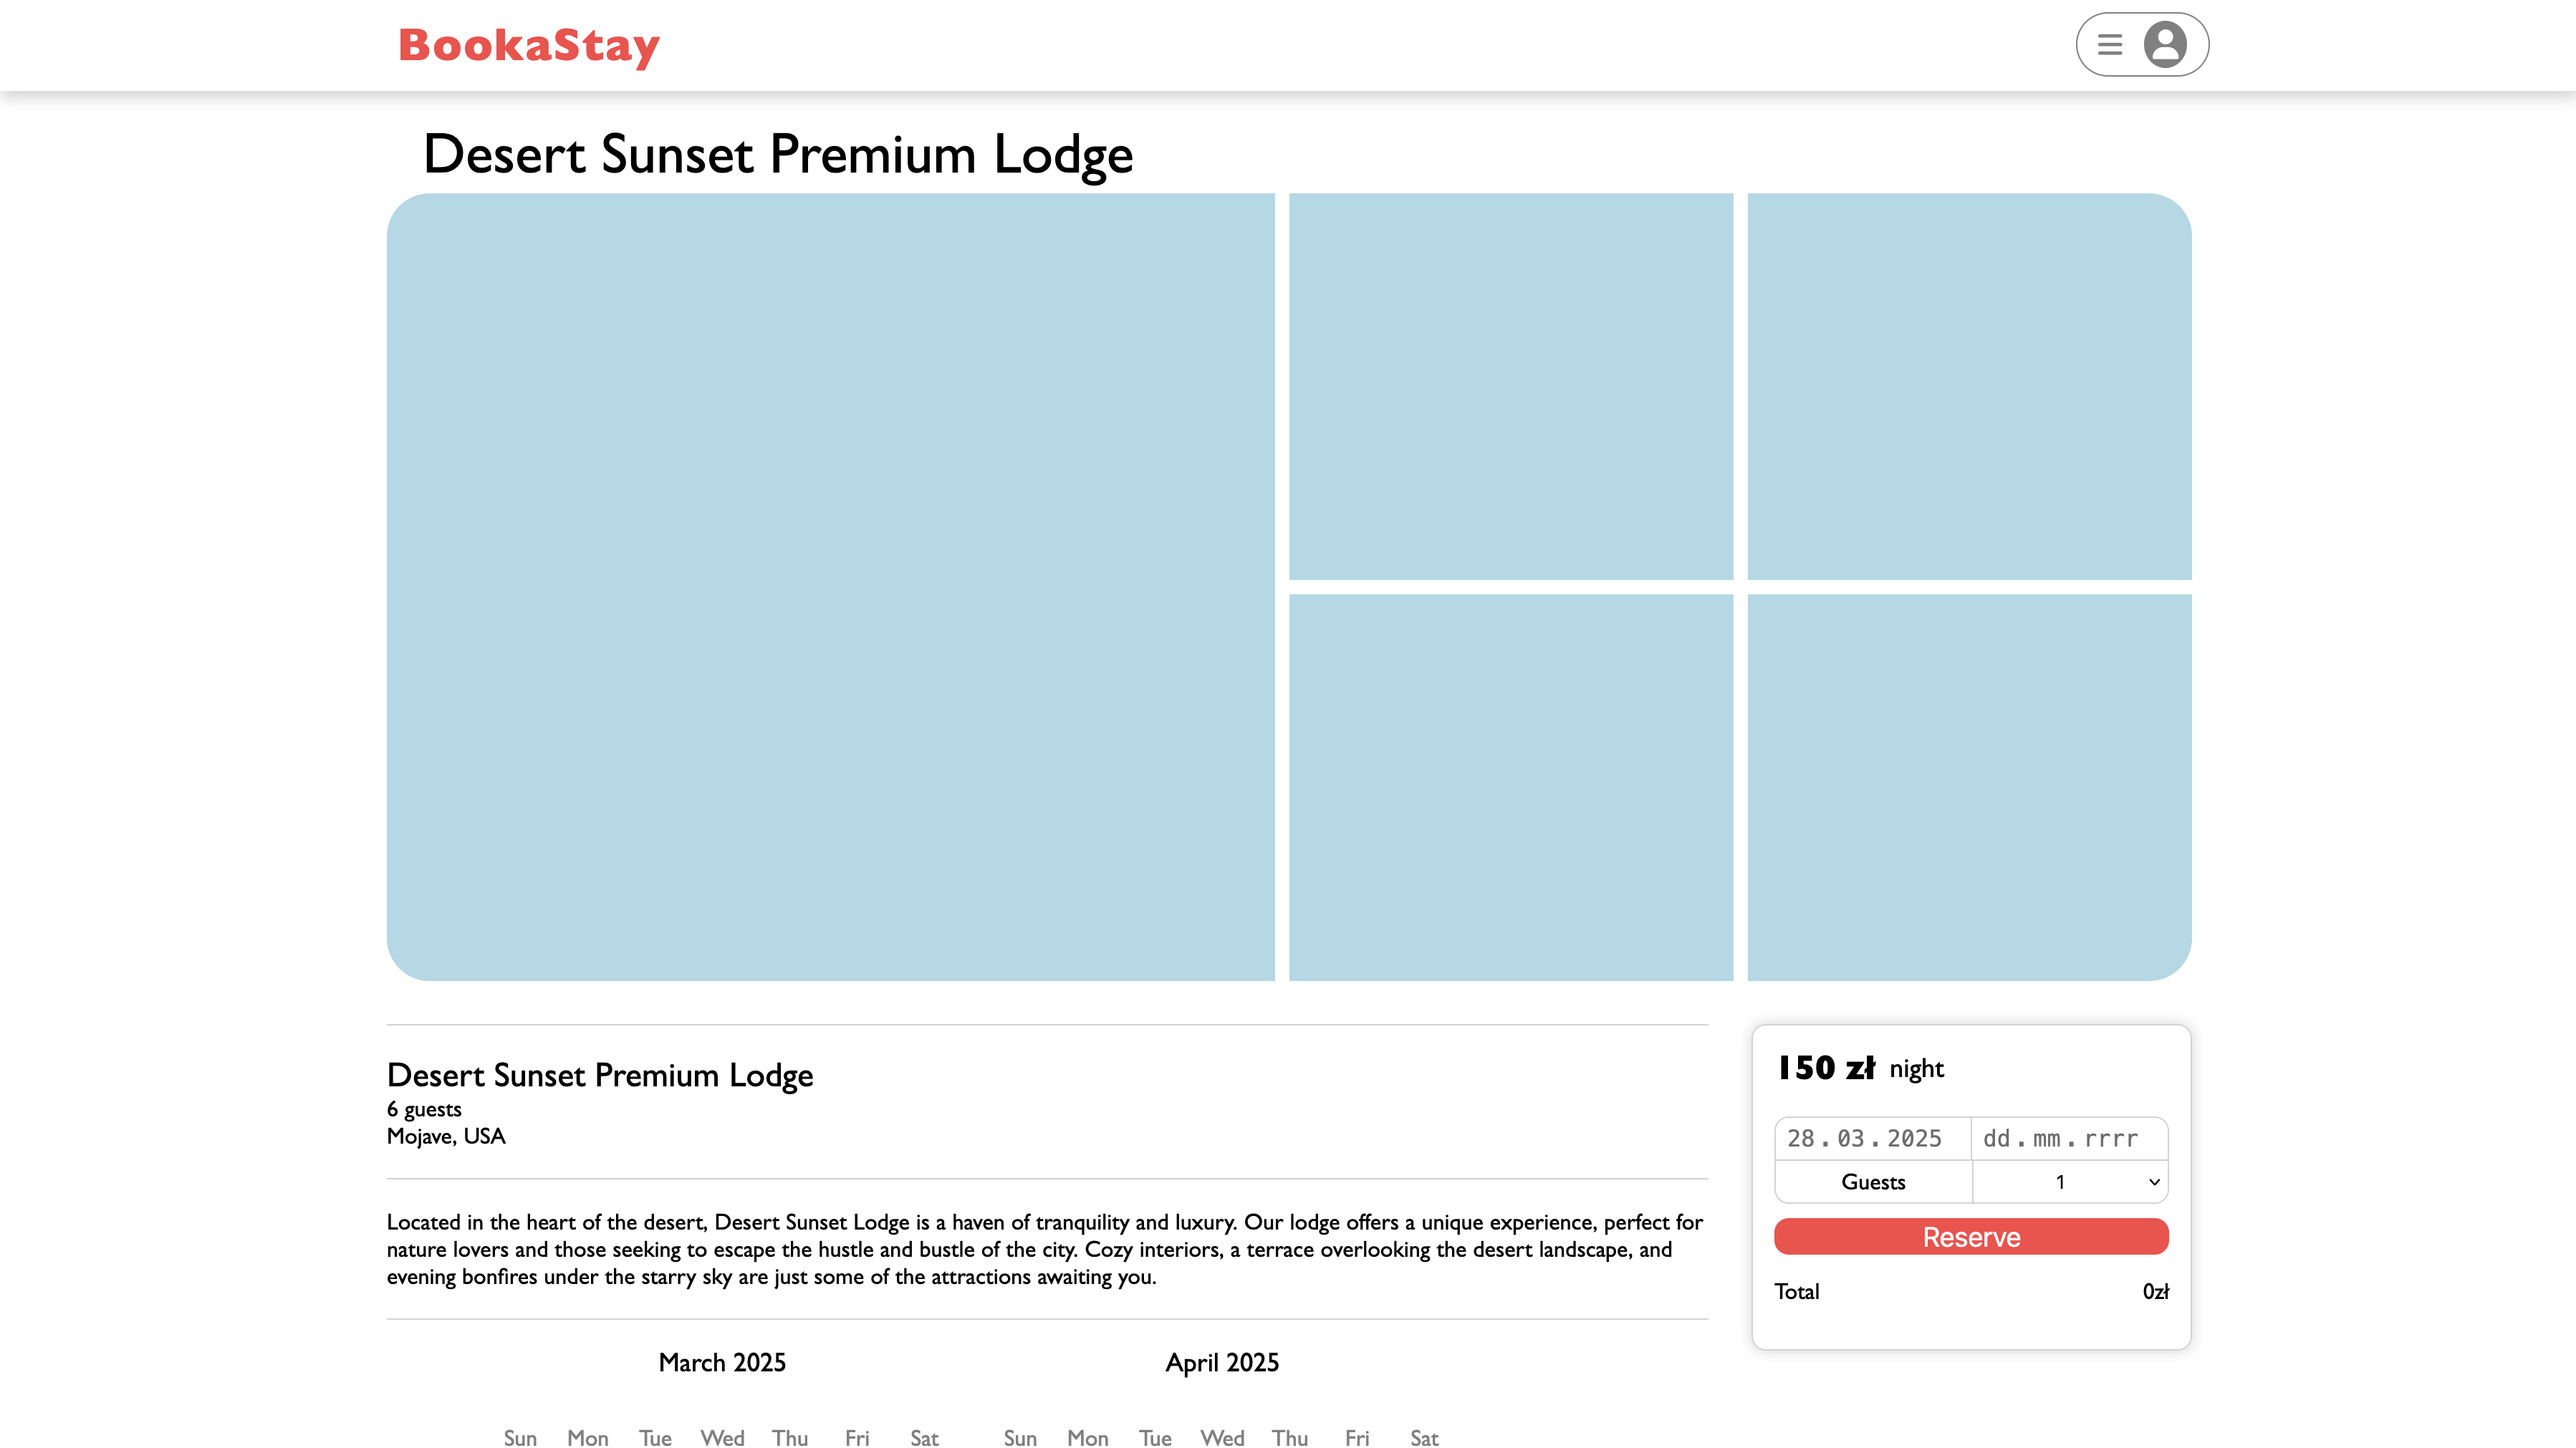 BookaStay
Desert Sunset Premium Lodge
Desert Sunset Premium Lodge
6 guests
Mojave, USA
Located in the heart of the desert, Desert Sunset Lodge is a haven of tranquility and luxury. Our lodge offers a unique experience, perfect for
nature lovers and those seeking to escape the hustle and bustle of the city. Cozy interiors, a terrace overlooking the desert landscape, and
evening bonfires under the starry sky are just some of the attractions awaiting you.
March 2025 April 2025
Sun Mon Tue Wed Thu Fri Sat Sun Mon Tue Wed Thu Fri Sat
150 zł night
28.03.2025 dd.mm.rrrr
Guests 1
Reserve
Total 0zł